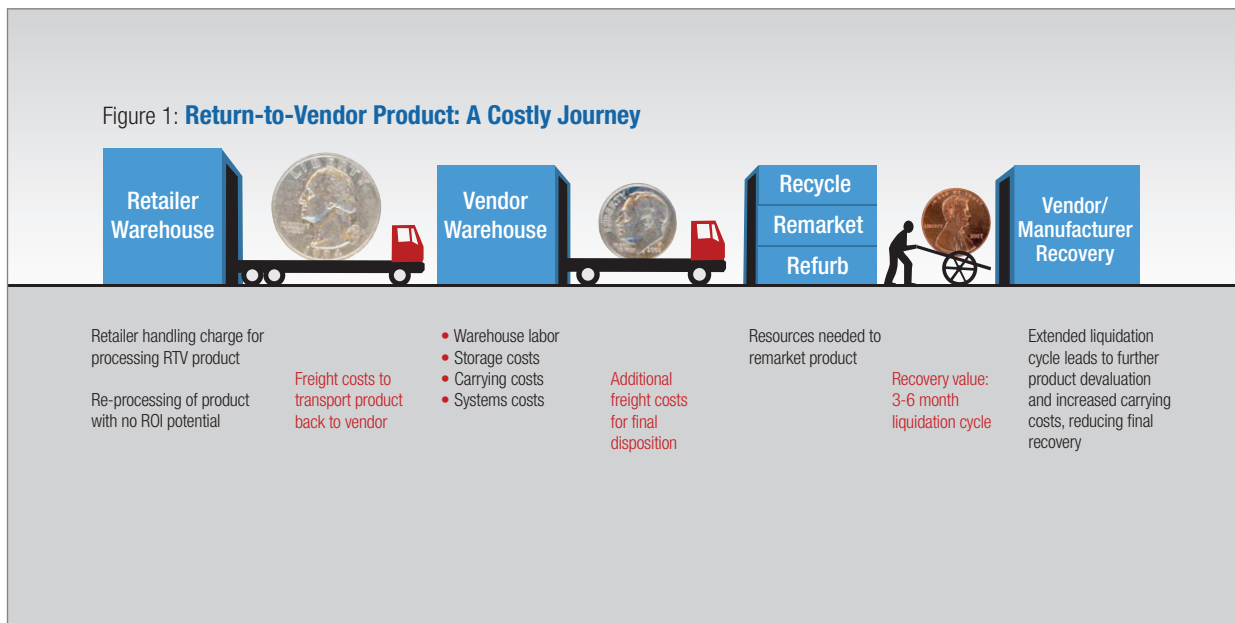 Figure 1: Return-to-Vendor Product: A Costly Journey
Retailer
Warehouse
LIBERTY
Vendor
Warehouse
LIBERTY
Recycle
Remarket
Refurb
LIBERTY
2007
Vendor/
Manufacturer
Recovery
Retailer handling charge for
processing RTV product
Re-processing of product
with no ROI potential
Freight costs to
transport product
back to vendor
• Warehouse labor
• Storage costs
• Carrying costs
• Systems costs
Additional
freight costs
for final
disposition
Resources needed to
remarket product
Recovery value:
3-6 month
liquidation cycle
Extended liquidation
cycle leads to further
product devaluation
and increased carrying
costs, reducing final
recovery